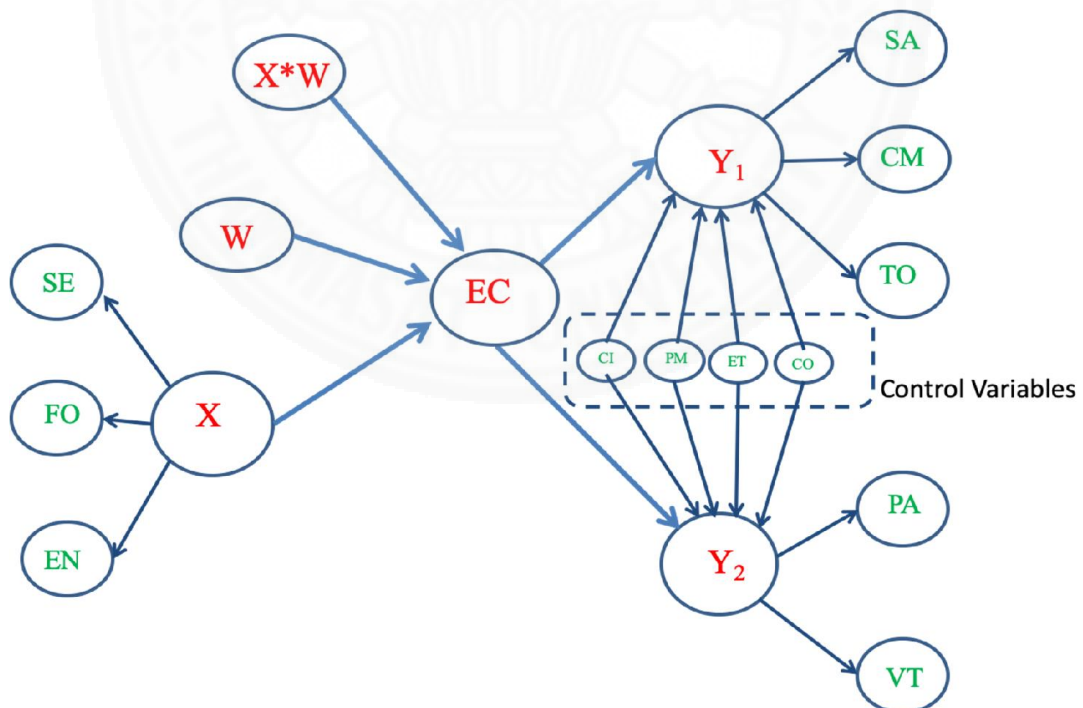 SA
X*W
Y₁
CM
W
SE
EC
TO
CI
PM
ET
CO
Control Variables
FO
X
PA
EN
Y₂
VT